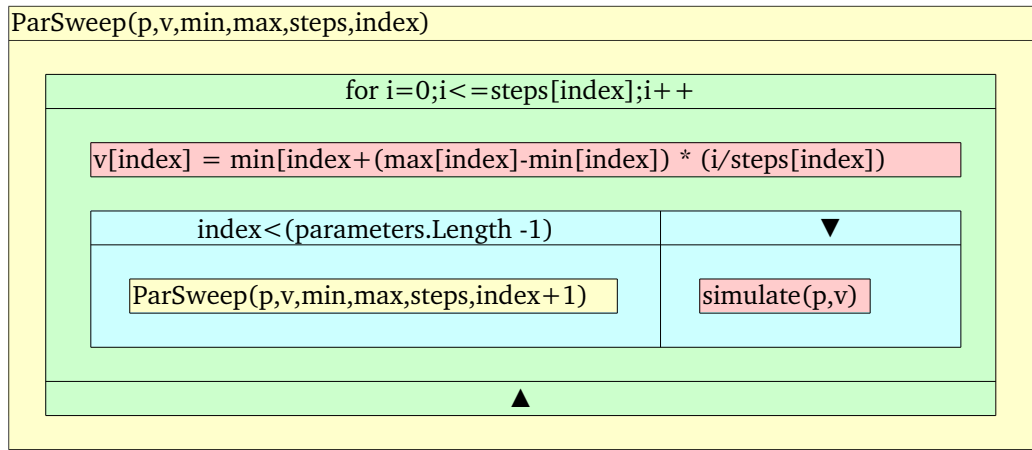 ParSweep(p,v,min,max,steps,index)
for i=0;i<=steps[index];i++
v[index] = min[index+(max[index]-min[index]) * (i/steps[index])
index<(parameters.Length -1) ▼
ParSweep(p,v,min,max,steps,index+1) simulate(p,v)
▲